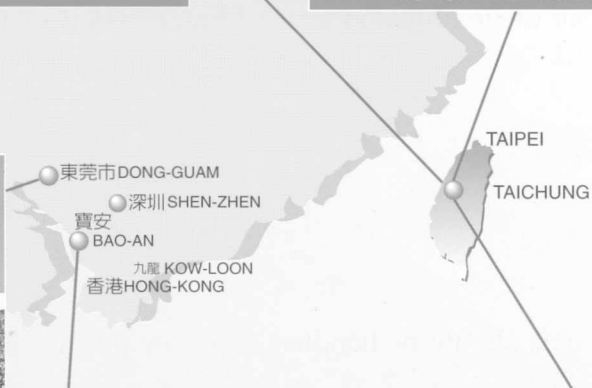 TAIPEI
TAICHUNG
東莞市DONG-GUAM
深圳SHEN-ZHEN
寶安
BAO-AN
九龍 KOW-LOON
香港HONG-KONG